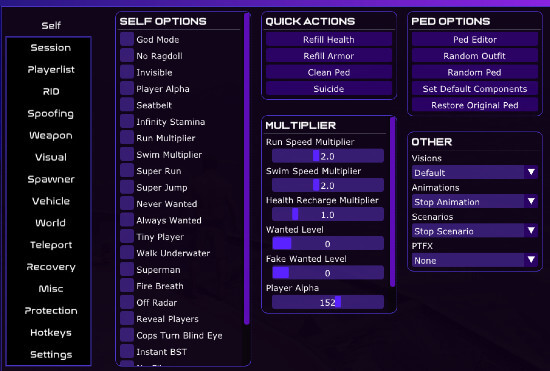 Self
Session
Playerlist
RID
Spoofing
Weapon
Visual
Spawner
Vehicle
World
Teleport
Recovery
Misc
Protection
Hotkeys
Settings
SELF OPTIONS
God Mode
No Ragdoll
Invisible
Player Alpha
Seatbelt
Infinity Stamina
Run Multiplier
Swim Multiplier
Super Run
Super Jump
Never Wanted
Always Wanted
Tiny Player
Walk Underwater
Superman
Fire Breath
Off Radar
Reveal Players
Cops Turn Blind Eye
Instant BST
QUICK ACTIONS
Refill Health
Refill Armor
Clean Ped
Suicide
MULTIPLIER
Run Speed Multiplier
2.0
Swim Speed Multiplier
2.0
Health Recharge Multiplier
1.0
Wanted Level
0
Fake Wanted Level
0
Player Alpha
152
PED OPTIONS
Ped Editor
Random Outfit
Random Ped
Set Default Components
Restore Original Ped
OTHER
Visions
Default
Animations
Stop Animation
Scenarios
Stop Scenario
PTFX
None